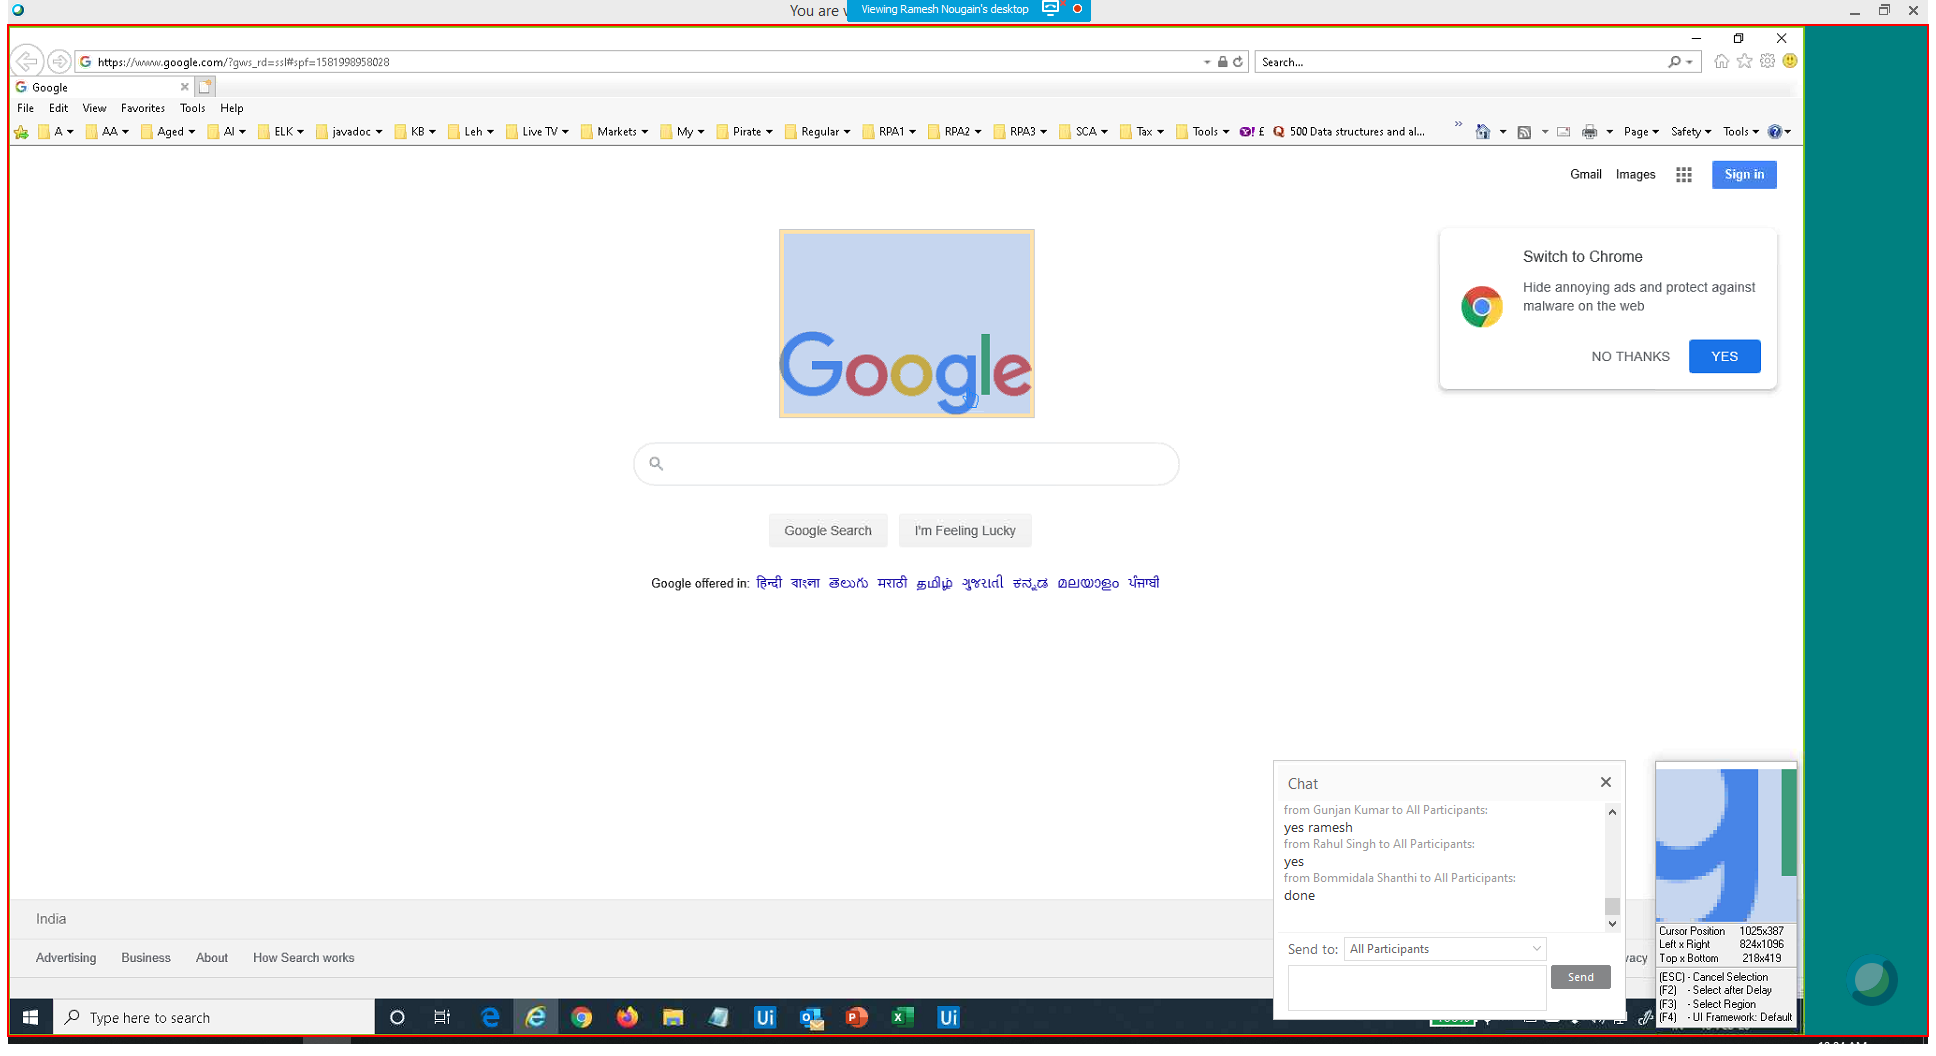 You are v
Viewing Ramesh Nougain's desktop
https://www.google.com/?gws_rd=ssl#spf=1581998958028
Search...
Google
File Edit View Favorites Tools Help
A AA Aged AI ELK javadoc KB Leh Live TV Markets My Pirate Regular RPA1 RPA2 RPA3 SCA Tax Tools £ 500 Data structures and al... » Page Safety Tools
Gmail Images Sign in
Google
Switch to Chrome
Hide annoying ads and protect against
malware on the web
NO THANKS YES
Google Search I'm Feeling Lucky
Google offered in: हिन्दी বাংলা తెలుగు मराठी தமிழ் ગુજરાતી ಕನ್ನಡ മലയാളം ਪੰਜਾਬੀ
Chat
from Gunjan Kumar to All Participants:
yes ramesh
from Rahul Singh to All Participants:
yes
from Bommidala Shanthi to All Participants:
done
Send to: All Participants
Send
India
Advertising Business About How Search works
vacy
Cursor Position 1025x387
Left x Right 824x1096
Top x Bottom 218x419
(ESC) - Cancel Selection
(F2) - Select after Delay
(F3) - Select Region
(F4) - UI Framework: Default
Type here to search